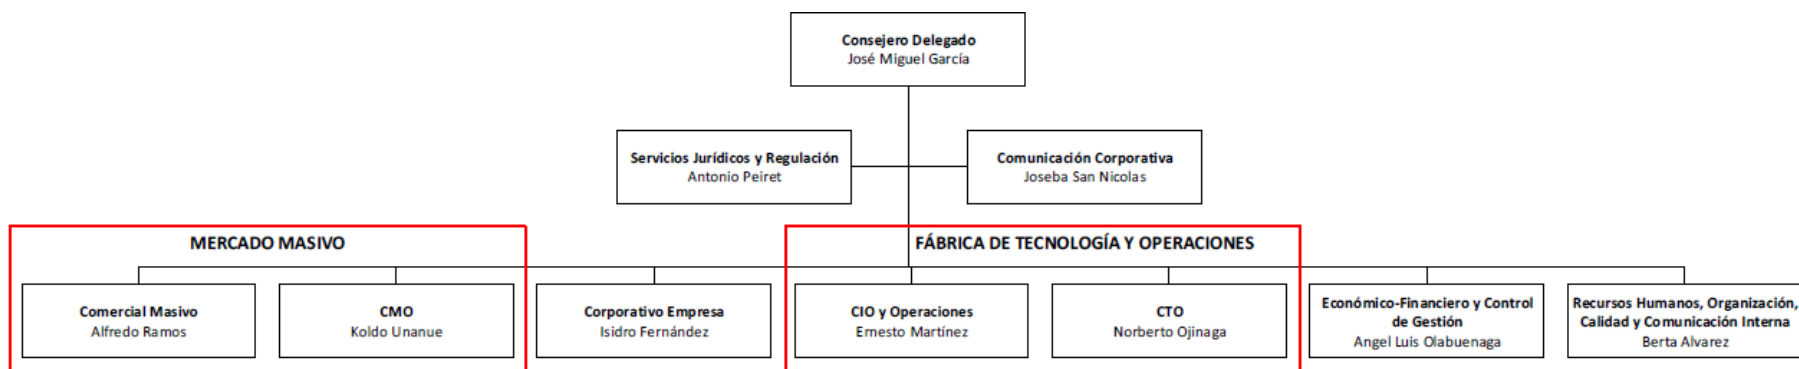 Consejero Delegado
José Miguel García
Servicios Jurídicos y Regulación
Antonio Peiret
Comunicación Corporativa
Joseba San Nicolas
MERCADO MASIVO
FÁBRICA DE TECNOLOGÍA Y OPERACIONES
Comercial Masivo
Alfredo Ramos
CMO
Koldo Unanue
Corporativo Empresa
Isidro Fernández
CIO y Operaciones
Ernesto Martínez
CTO
Norberto Ojinaga
Económico-Financiero y Control
de Gestión
Angel Luis Olabuenaga
Recursos Humanos, Organización,
Calidad y Comunicación Interna
Berta Alvarez